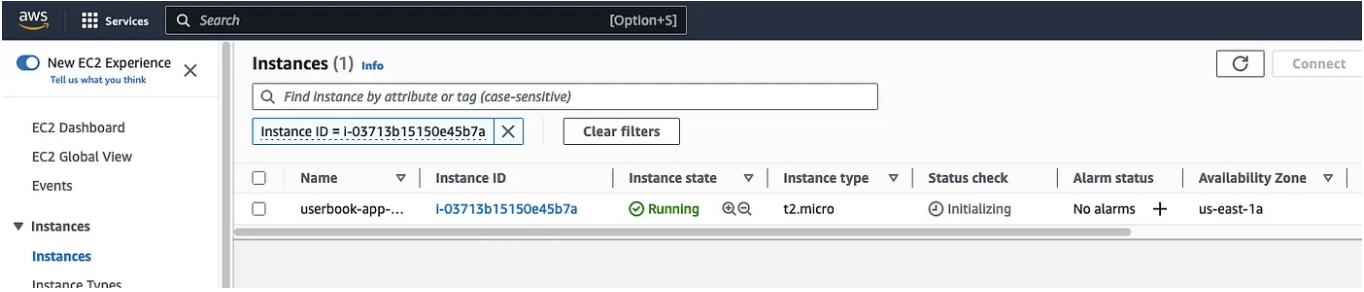 aws Services Search [Option+S]
New EC2 Experience
Tell us what you think
EC2 Dashboard
EC2 Global View
Events
Instances
Instances
Instance Types
Instances (1) Info
Connect
Find instance by attribute or tag (case-sensitive)
Instance ID = i-03713b15150e45b7a
Clear filters
Name Instance ID Instance state Instance type Status check Alarm status Availability Zone
userbook-app-... i-03713b15150e45b7a Running t2.micro Initializing No alarms us-east-1a